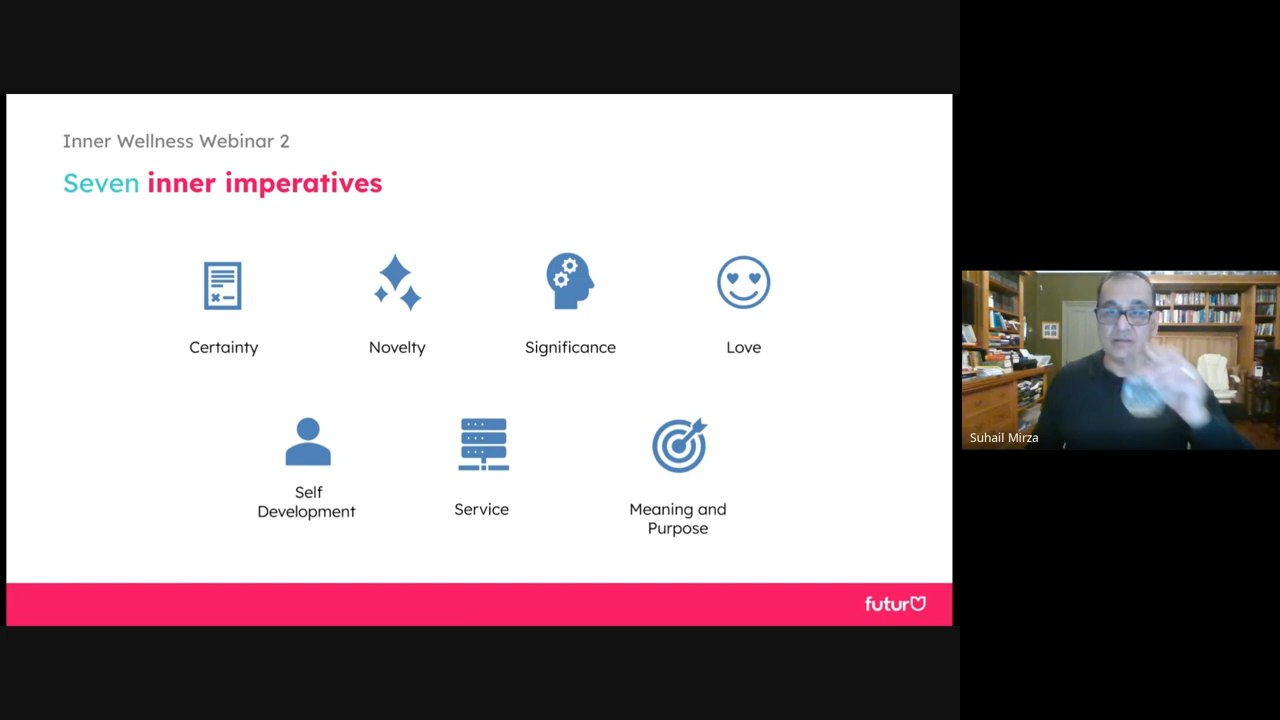 Inner Wellness Webinar 2
Seven inner imperatives
Certainty
Novelty
Significance
Love
Self
Development
Service
Meaning and
Purpose
futurU
Suhail Mirza